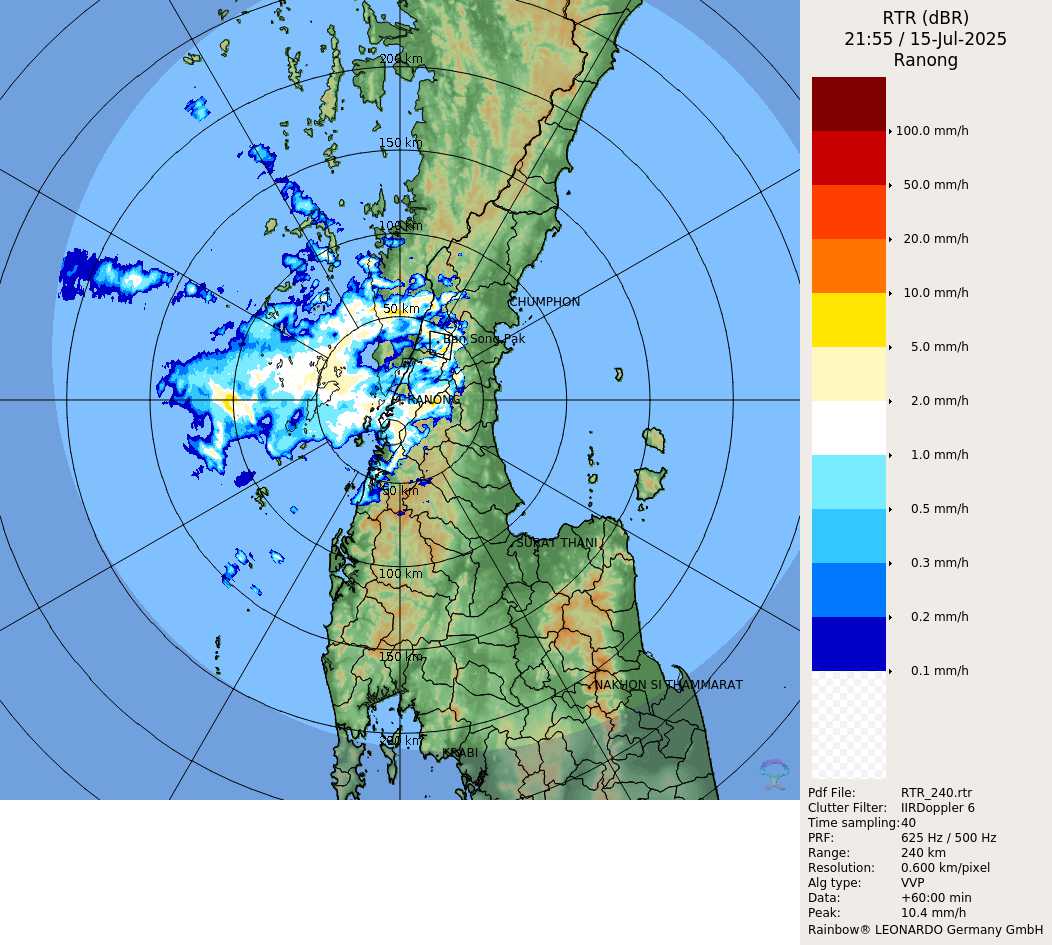 RTR (dBR)
21:55 / 15-Jul-2025
Ranong
100.0 mm/h
50.0 mm/h
20.0 mm/h
10.0 mm/h
5.0 mm/h
2.0 mm/h
1.0 mm/h
0.5 mm/h
0.3 mm/h
0.2 mm/h
0.1 mm/h
200 km
150 km
100 km
50 km
CHUMPHON
Ban Song Pak
RANONG
50 km
SURAT THANI
100 km
150 km
NAKHON SI THAMMARAT
200 km
KRABI
Pdf File: RTR_240.rtr
Clutter Filter: IIRDoppler 6
Time sampling: 40
PRF: 625 Hz / 500 Hz
Range: 240 km
Resolution: 0.600 km/pixel
Alg type: VVP
Data: +60:00 min
Peak: 10.4 mm/h
Rainbow® LEONARDO Germany GmbH